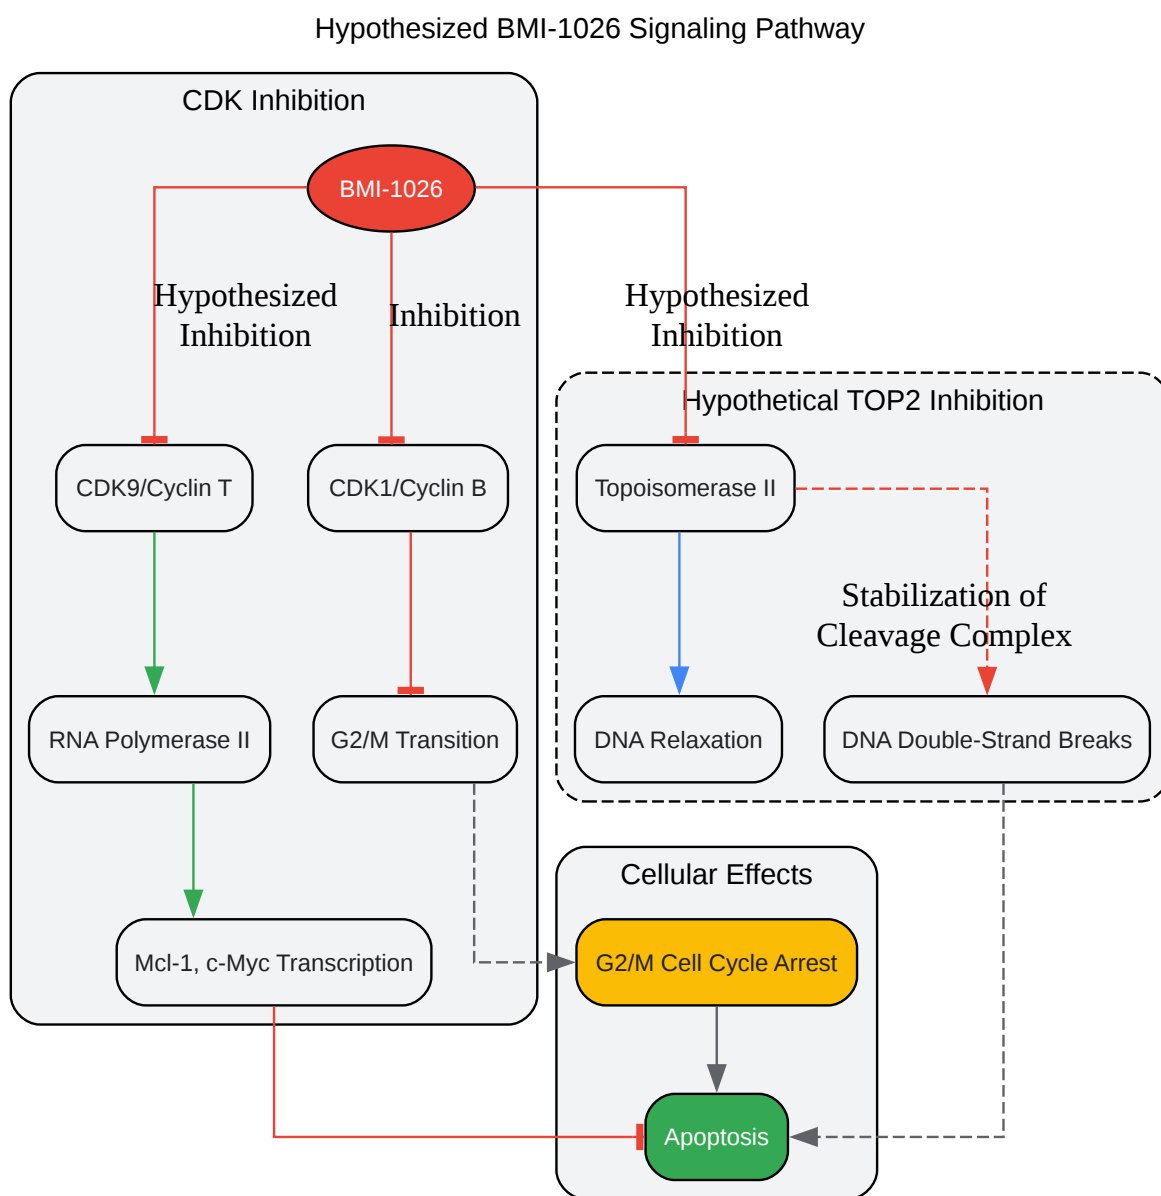 Hypothesized BMI-1026 Signaling Pathway
CDK Inhibition
BMI-1026
Hypothesized
Inhibition
Inhibition
Hypothesized
Inhibition
Hypothetical TOP2 Inhibition
CDK9/Cyclin T
CDK1/Cyclin B
Topoisomerase II
Stabilization of
Cleavage Complex
RNA Polymerase II
G2/M Transition
DNA Relaxation
DNA Double-Strand Breaks
Cellular Effects
Mcl-1, c-Myc Transcription
G2/M Cell Cycle Arrest
Apoptosis